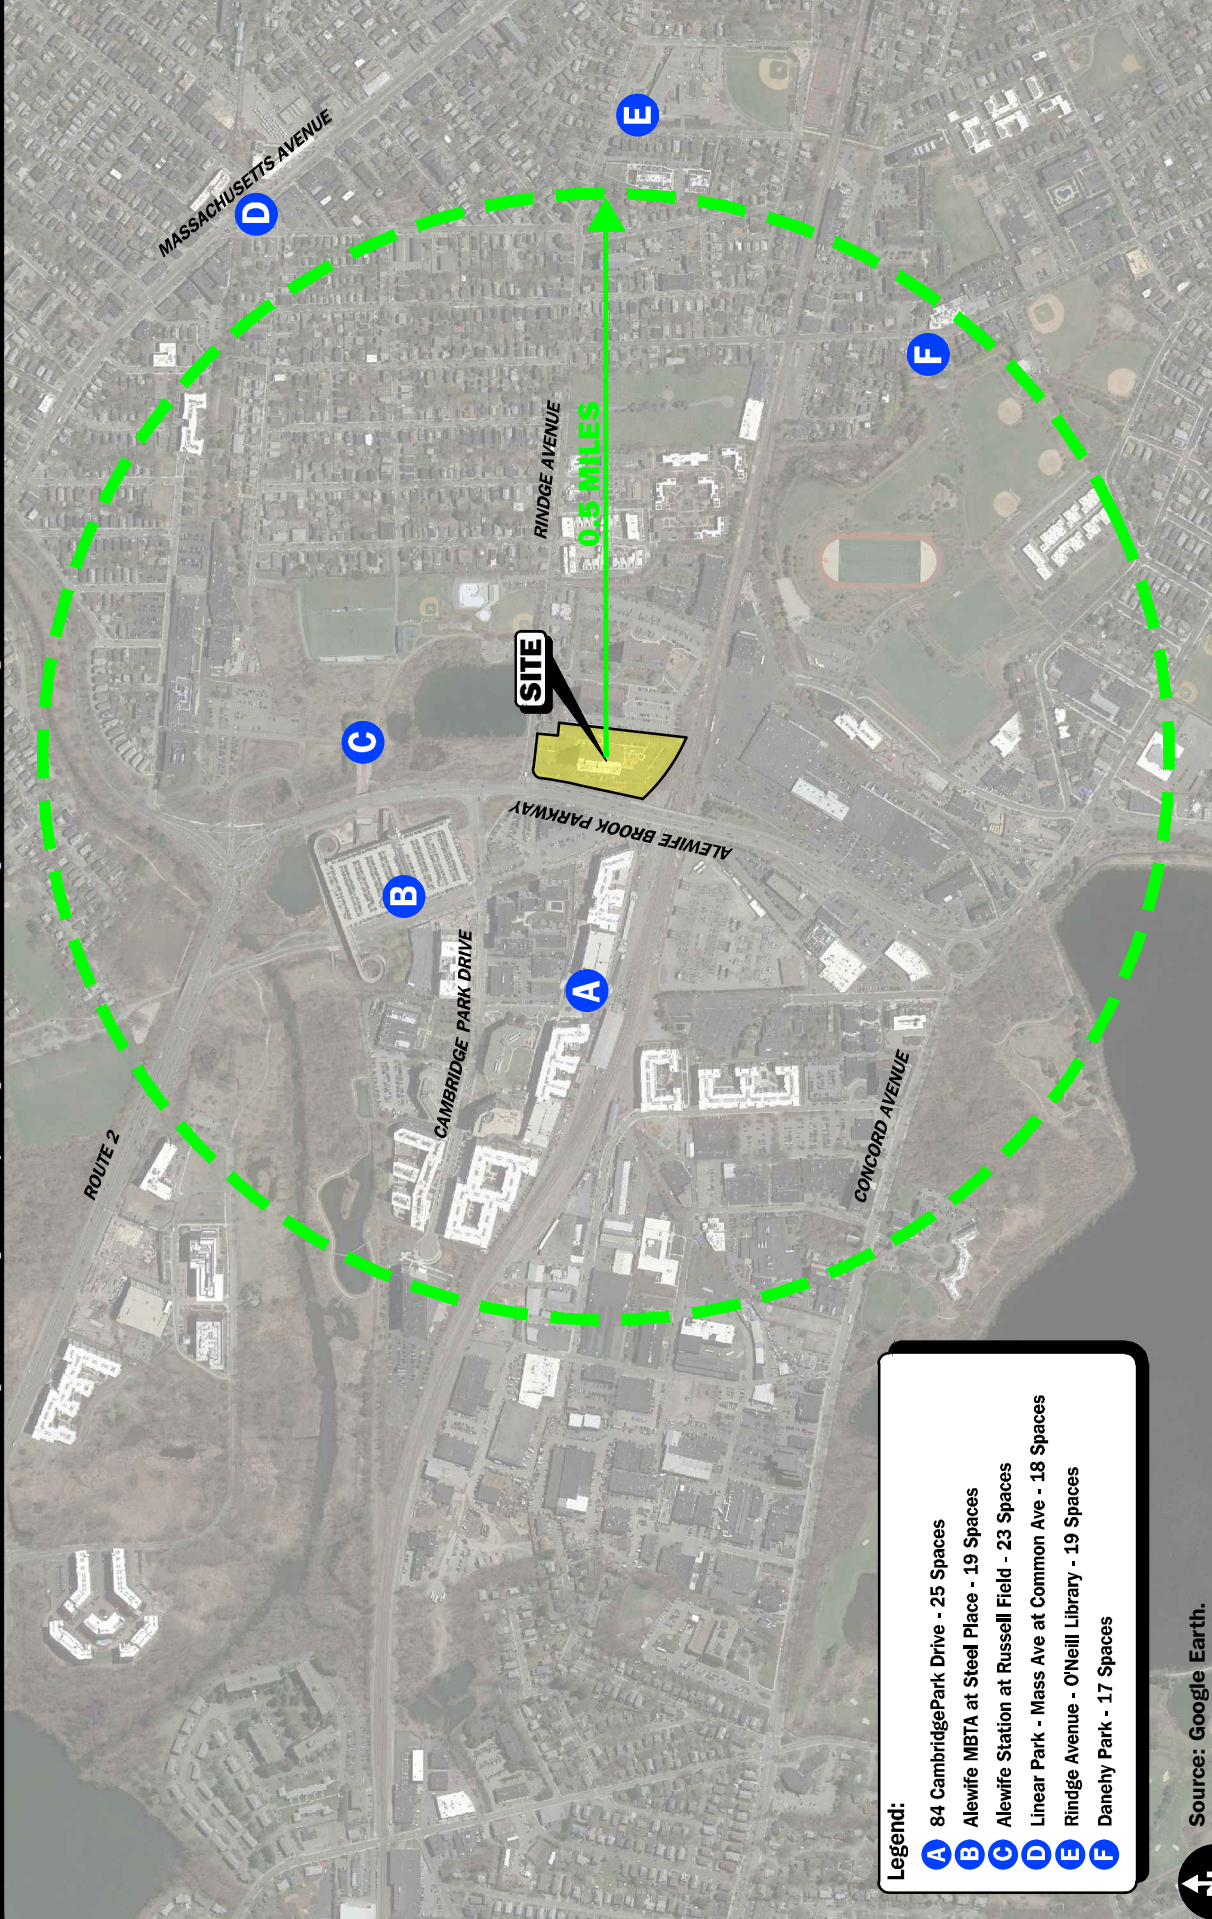 MASSACHUSETTS AVENUE
D
E
F
RINDGE AVENUE
0.5 MILES
SITE
C
ALEWIFE BROOK PARKWAY
B
A
CAMBRIDGE PARK DRIVE
CONCORD AVENUE
ROUTE 2
Legend:
A 84 CambridgePark Drive - 25 Spaces
B Alewife MBTA at Steel Place - 19 Spaces
C Alewife Station at Russell Field - 23 Spaces
D Linear Park - Mass Ave at Common Ave - 18 Spaces
E Rindge Avenue - O'Neill Library - 19 Spaces
F Danehy Park - 17 Spaces
Source: Google Earth.